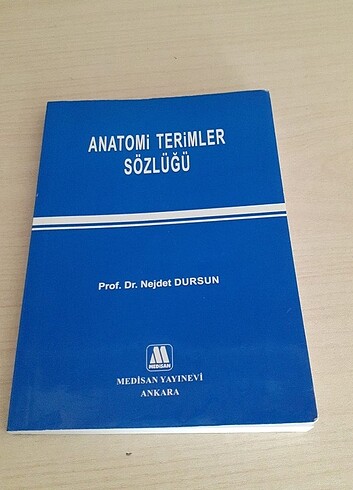 ANATOMi TERiMLER
SÖZLÜĞÜ
Prof. Dr. Nejdet DURSUN
MEDİSAN
MEDİSAN YAYINEVİ
ANKARA